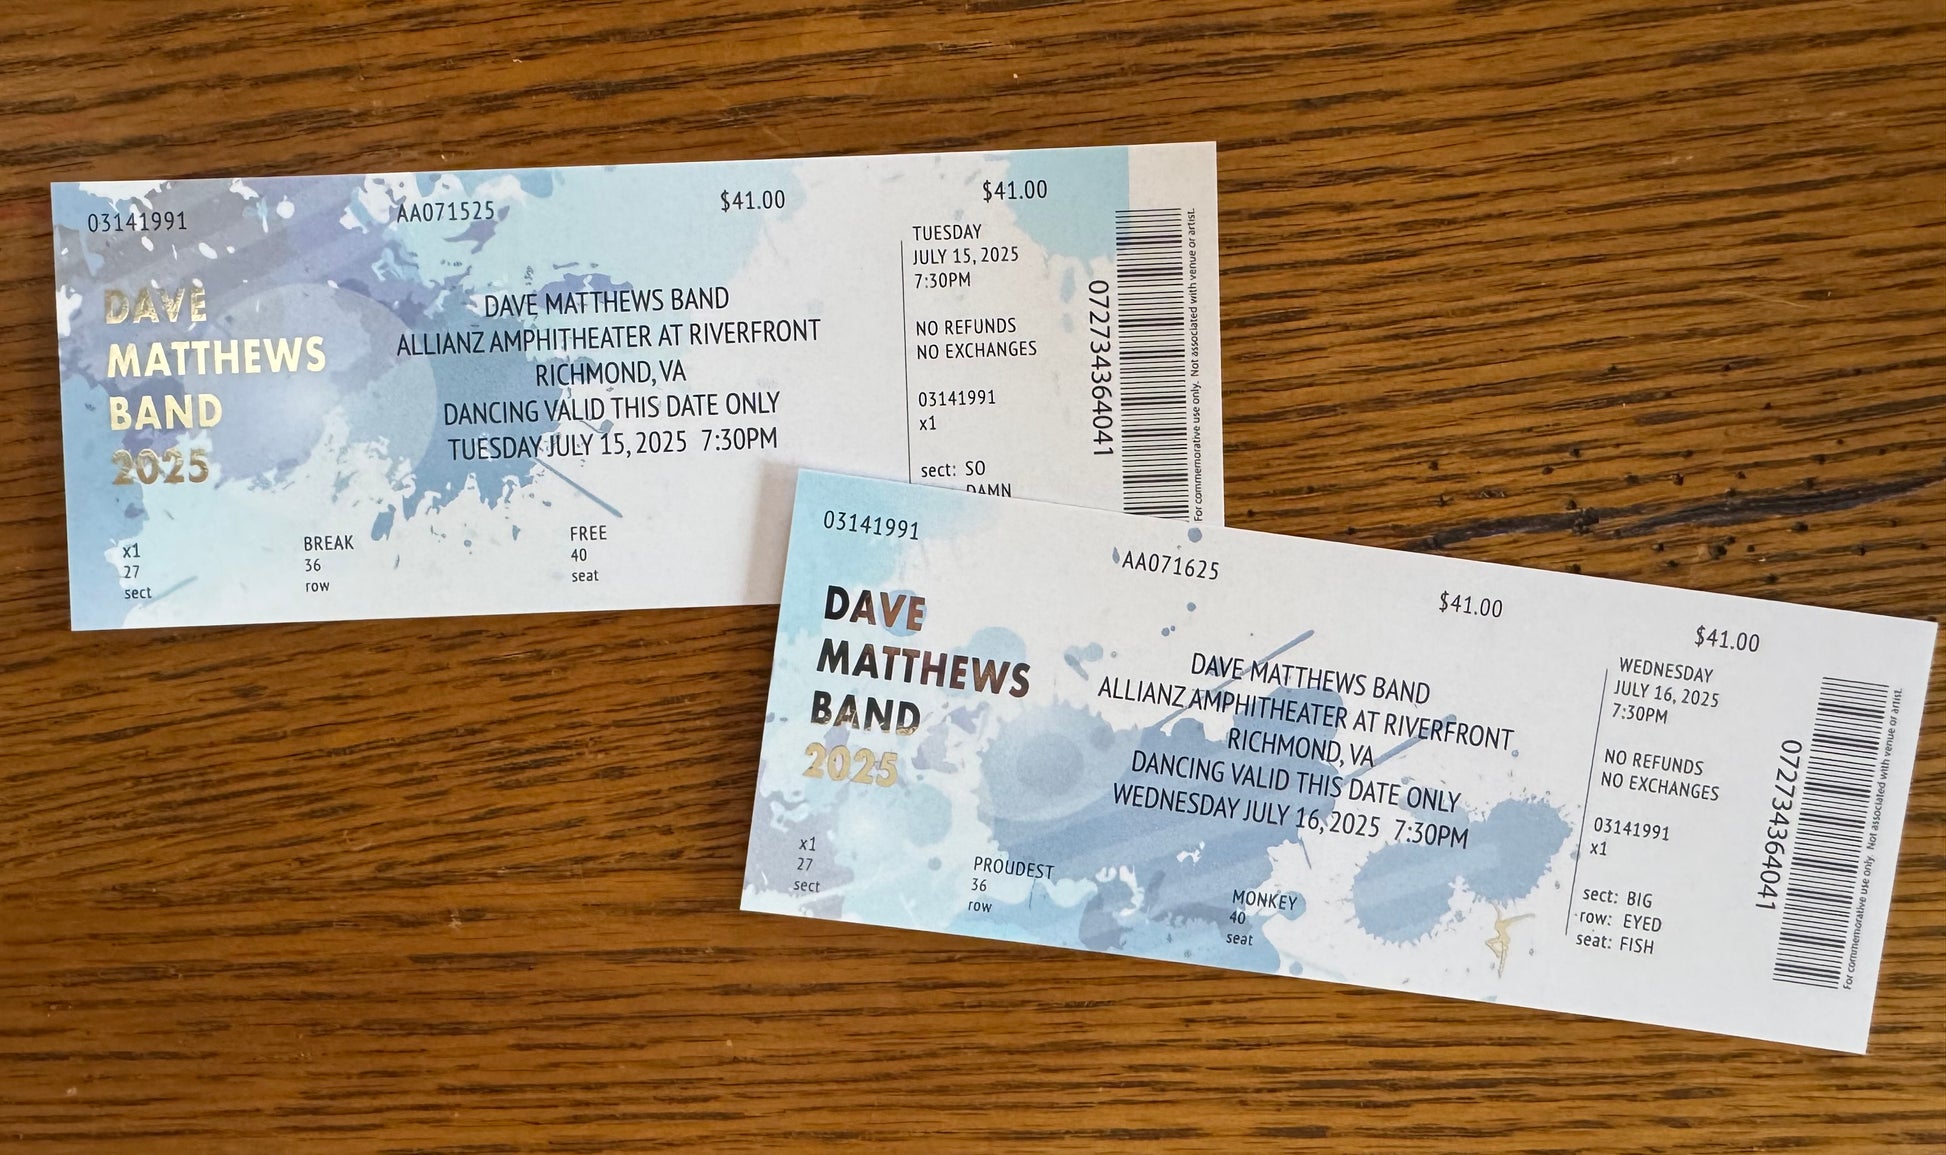 03141991
AA071525
$41.00
$41.00
DAVE
MATTHEWS
BAND
2025
DAVE MATTHEWS BAND
ALLIANZ AMPHITHEATER AT RIVERFRONT
RICHMOND, VA
DANCING VALID THIS DATE ONLY
TUESDAY JULY 15, 2025 7:30PM
x1
27
sect
BREAK
36
row
FREE
40
seat
TUESDAY
JULY 15, 2025
7:30PM
NO REFUNDS
NO EXCHANGES
03141991
x1
sect: SO
DAMN
072734364041
For commemorative use only. Not associated with venue or artist.
03141991
AA071625
$41.00
$41.00
DAVE
MATTHEWS
BAND
2025
DAVE MATTHEWS BAND
ALLIANZ AMPHITHEATER AT RIVERFRONT
RICHMOND, VA
DANCING VALID THIS DATE ONLY
WEDNESDAY JULY 16, 2025 7:30PM
x1
27
sect
PROUDEST
36
row
MONKEY
40
seat
WEDNESDAY
JULY 16, 2025
7:30PM
NO REFUNDS
NO EXCHANGES
03141991
x1
sect: BIG
row: EYED
seat: FISH
072734364041
For commemorative use only. Not associated with venue or artist.